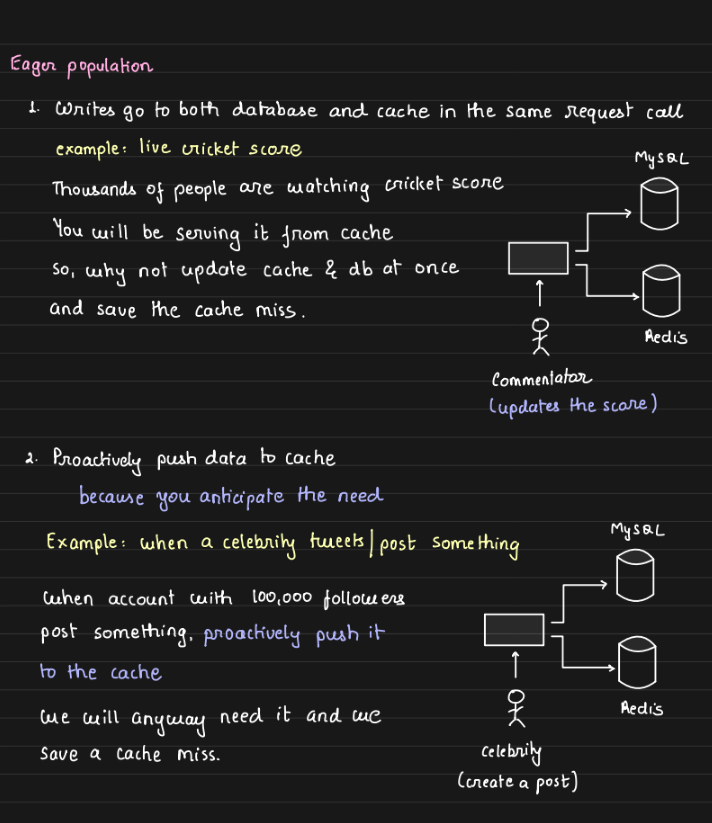 Eager population
1. Writes go to both database and cache in the same request call
example: live cricket score
Thousands of people are watching cricket score
You will be serving it from cache
so, why not update cache & db at once
and save the cache miss.
MySQL
Redis
Commentator
(updates the score)
2. Proactively push data to cache
because you anticipate the need
Example: when a celebrity tweets | post something
when account with 100,000 followers
post something, proactively push it
to the cache
we will anyway need it and we
save a cache miss.
MySQL
Redis
celebrity
(create a post)